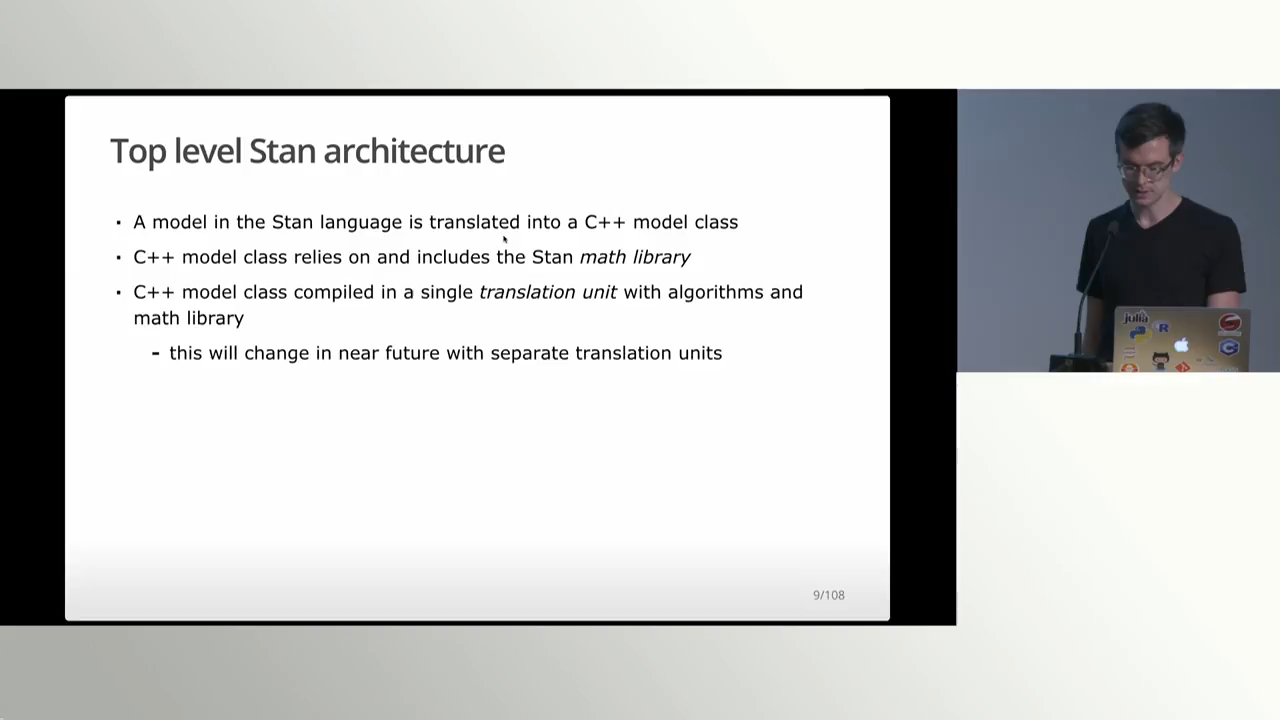 Top level Stan architecture
· A model in the Stan language is translated into a C++ model class
· C++ model class relies on and includes the Stan math library
· C++ model class compiled in a single translation unit with algorithms and
math library
- this will change in near future with separate translation units
9/108
julia
R
C